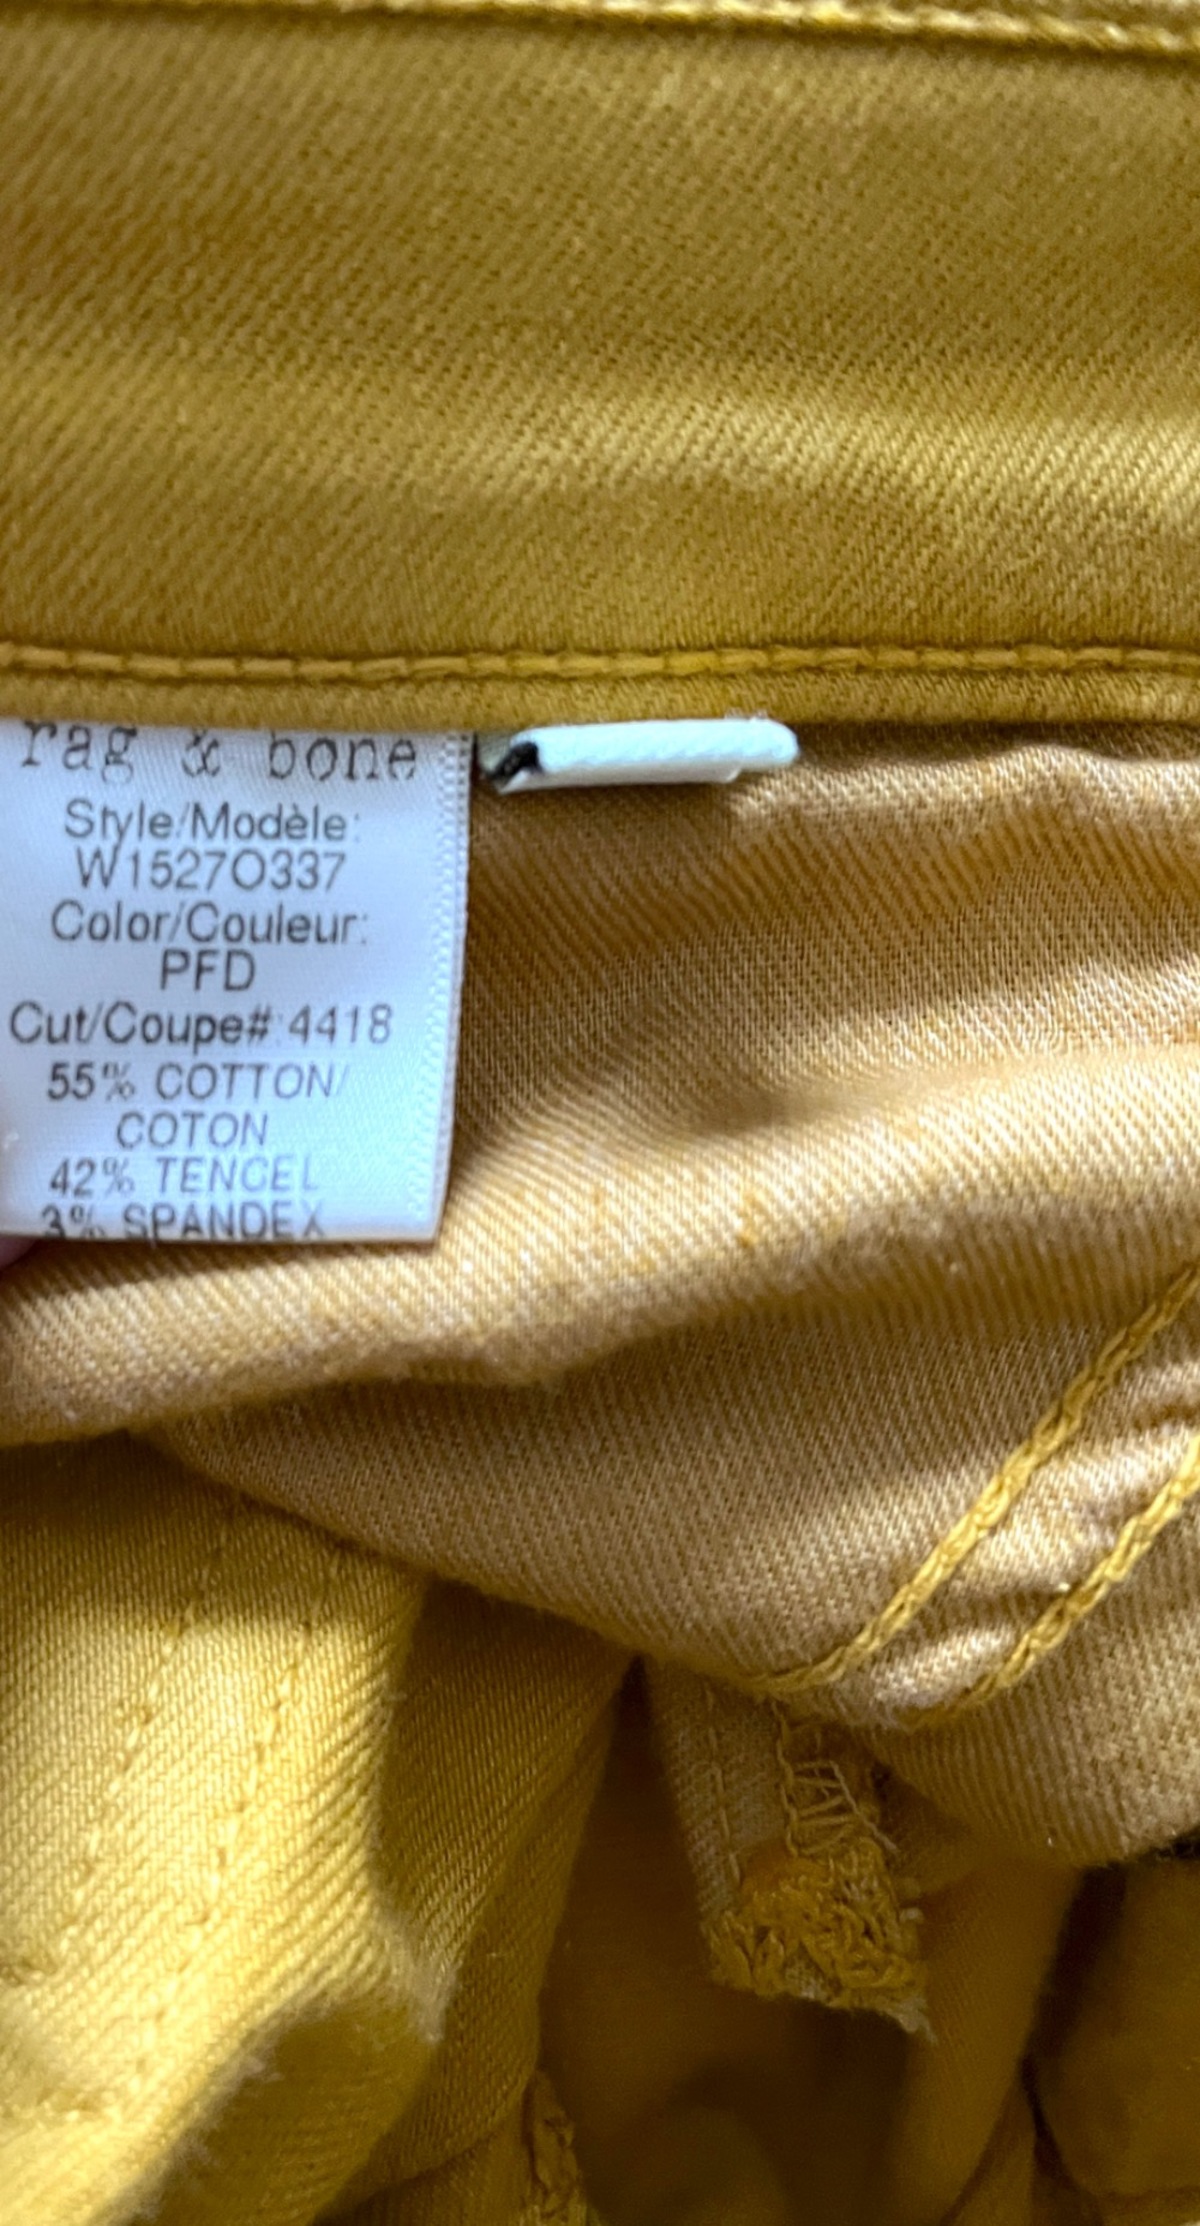 rag & bone
Style/Modèle:
W1527O337
Color/Couleur:
PFD
Cut/Coupe#:4418
55% COTTON/
COTON
42% TENCEL
3% SPANDEX